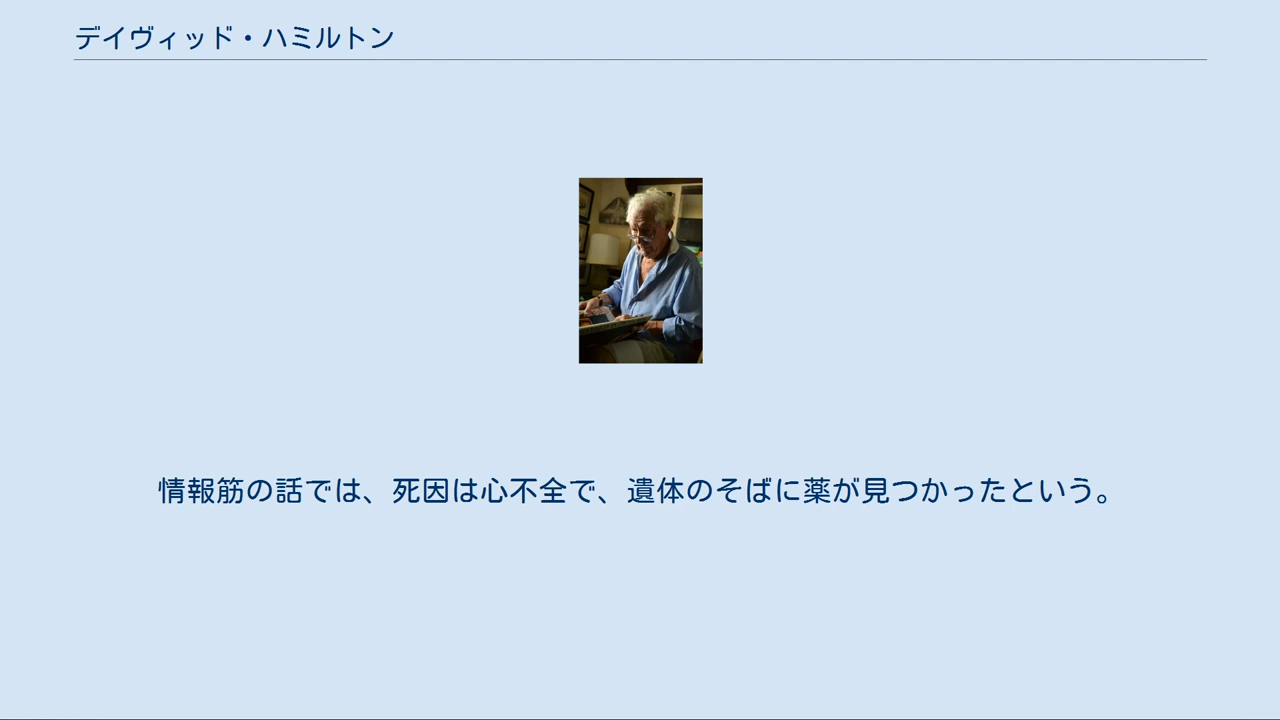 デイヴィッド・ハミルトン
情報筋の話では、死因は心不全で、遺体のそばに薬が見つかったという。